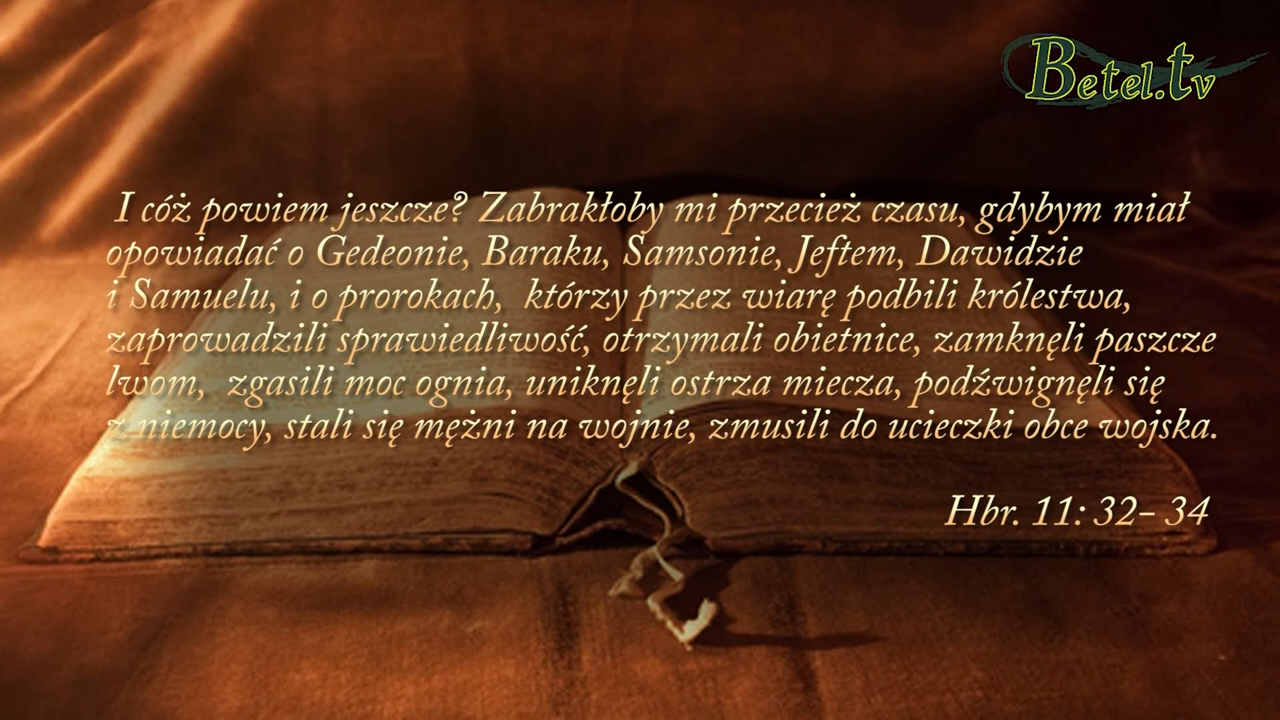 Betel.tv
I cóż powiem jeszcze? Zabrakłoby mi przecież czasu, gdybym miał
opowiadać o Gedeonie, Baraku, Samsonie, Jeftem, Dawidzie
i Samuelu, i o prorokach, którzy przez wiarę podbili królestwa,
zaprowadzili sprawiedliwość, otrzymali obietnice, zamknęli paszcze
lwom, zgasili moc ognia, uniknęli ostrza miecza, podźwignęli się
z niemocy, stali się mężni na wojnie, zmusili do ucieczki obce wojska.
Hbr. 11: 32- 34